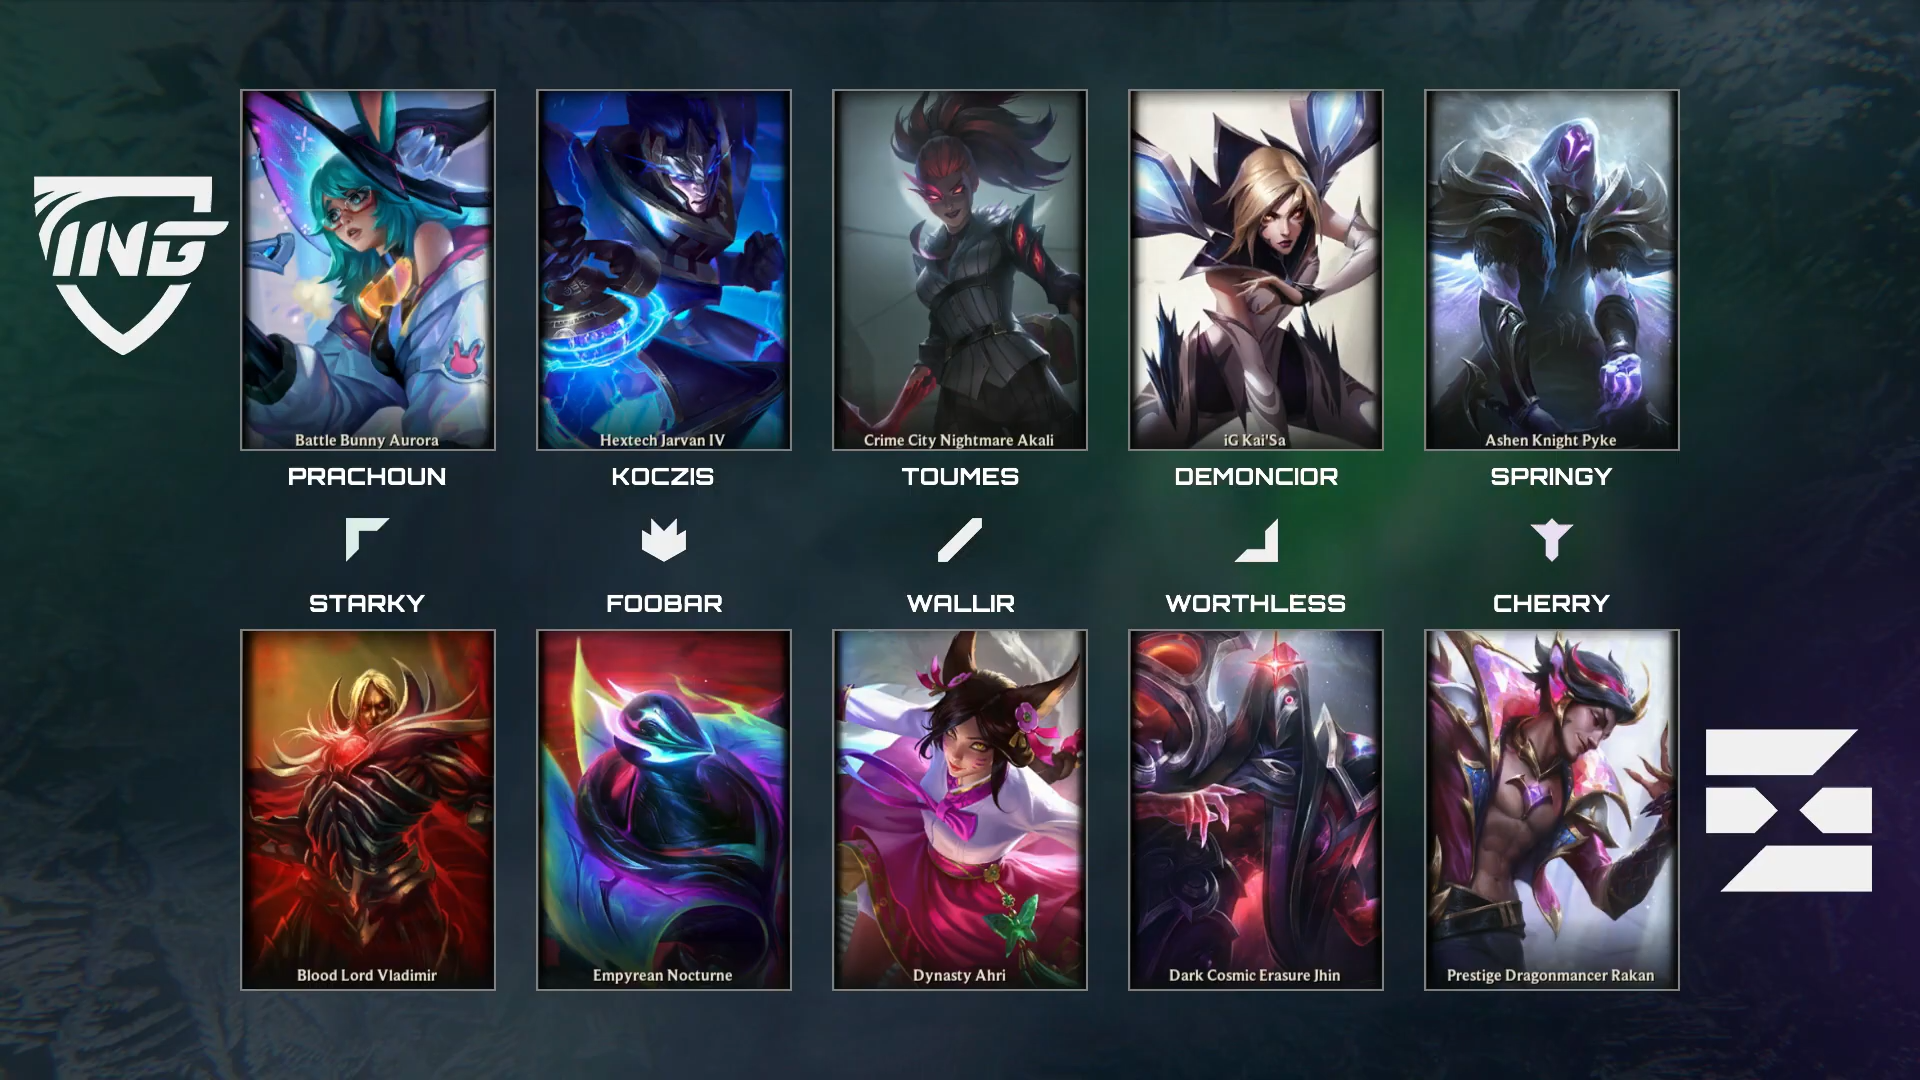 ING
Battle Bunny Aurora
Hextech Jarvan IV
Crime City Nightmare Akali
iG Kai'Sa
Ashen Knight Pyke
PRACHOUN
KOCZIS
TOUMES
DEMONCIOR
SPRINGY
STARKY
FOOBAR
WALLIR
WORTHLESS
CHERRY
Blood Lord Vladimir
Empyrean Nocturne
Dynasty Ahri
Dark Cosmic Erasure Jhin
Prestige Dragonmancer Rakan